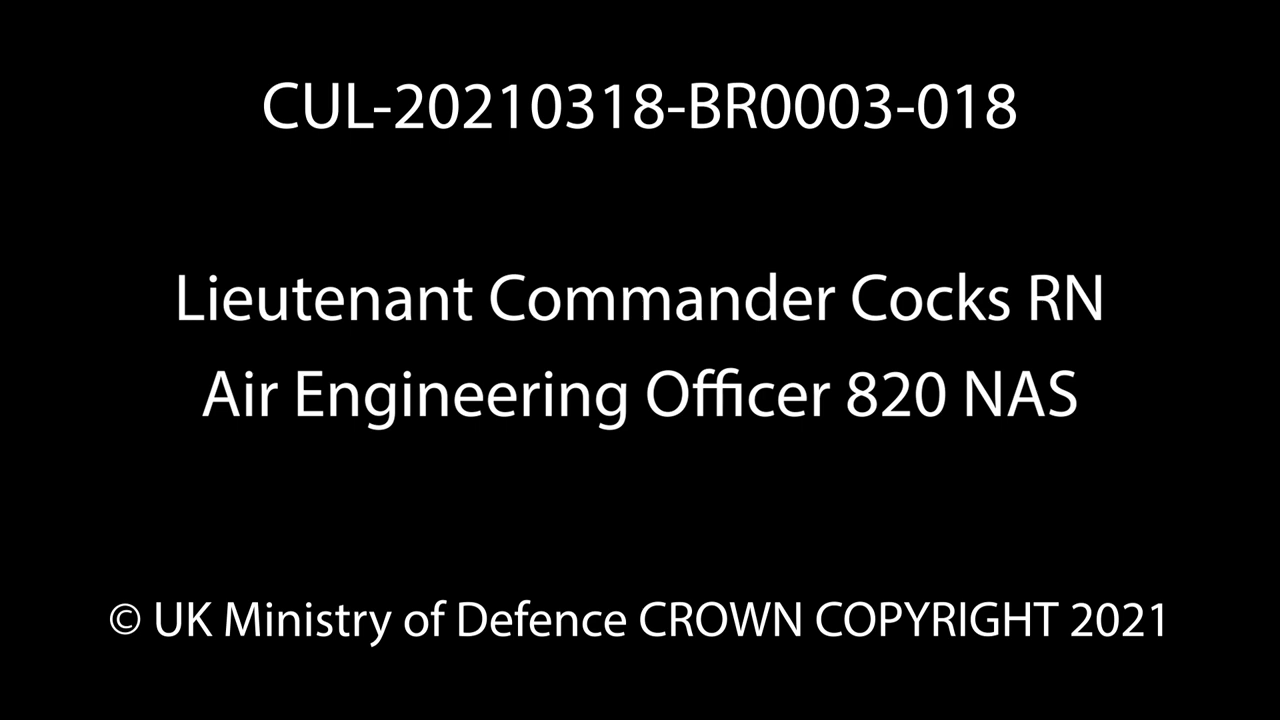 CUL-20210318-BR0003-018
Lieutenant Commander Cocks RN
Air Engineering Officer 820 NAS
© UK Ministry of Defence CROWN COPYRIGHT 2021